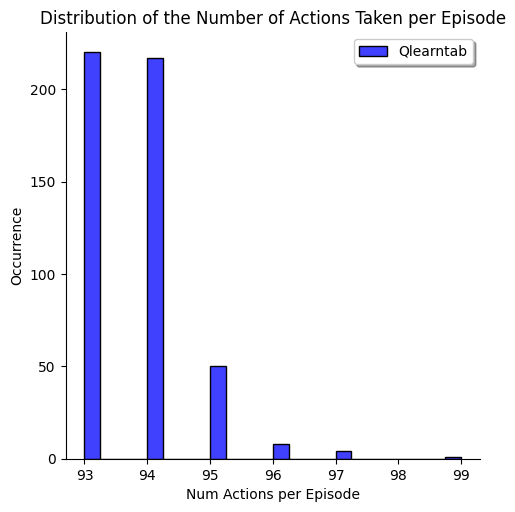 Distribution of the Number of Actions Taken per Episode
Qlearntab
200
150
100
50
0
Occurrence
93 94 95 96 97 98 99
Num Actions per Episode